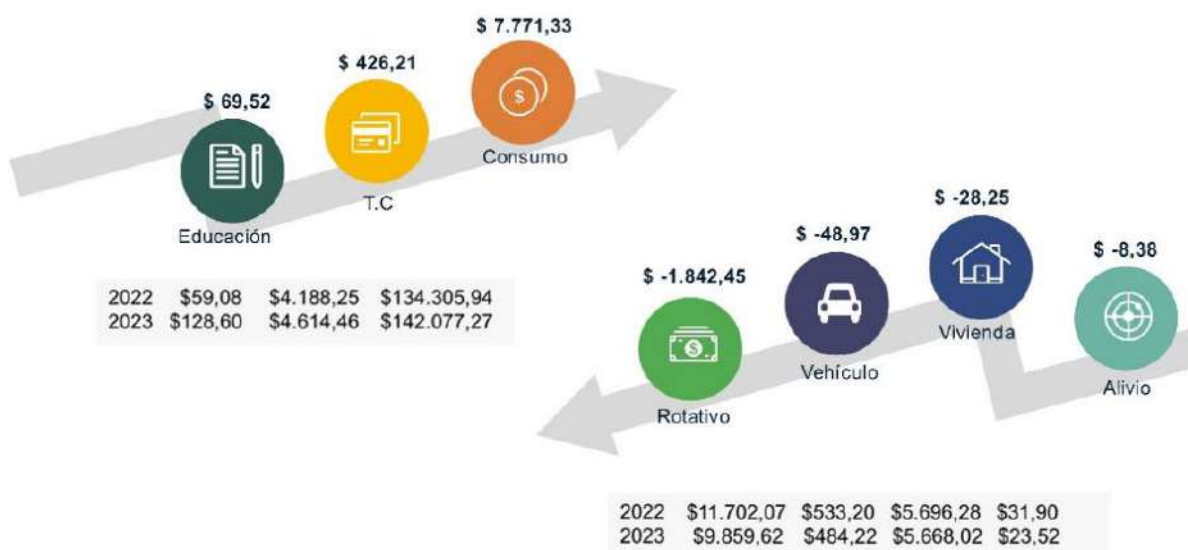 $ 7.771,33
$ 426,21
$ 69,52
Consumo
T.C
Educación
2022 $59,08 $4.188,25 $134.305,94
2023 $128,60 $4.614,46 $142.077,27
$ -28,25
$ -48,97
$ -8,38
$ -1.842,45
Vivienda
Vehículo
Alivio
Rotativo
2022 $11.702,07 $533,20 $5.696,28 $31,90
2023 $9.859,62 $484,22 $5.668,02 $23,52